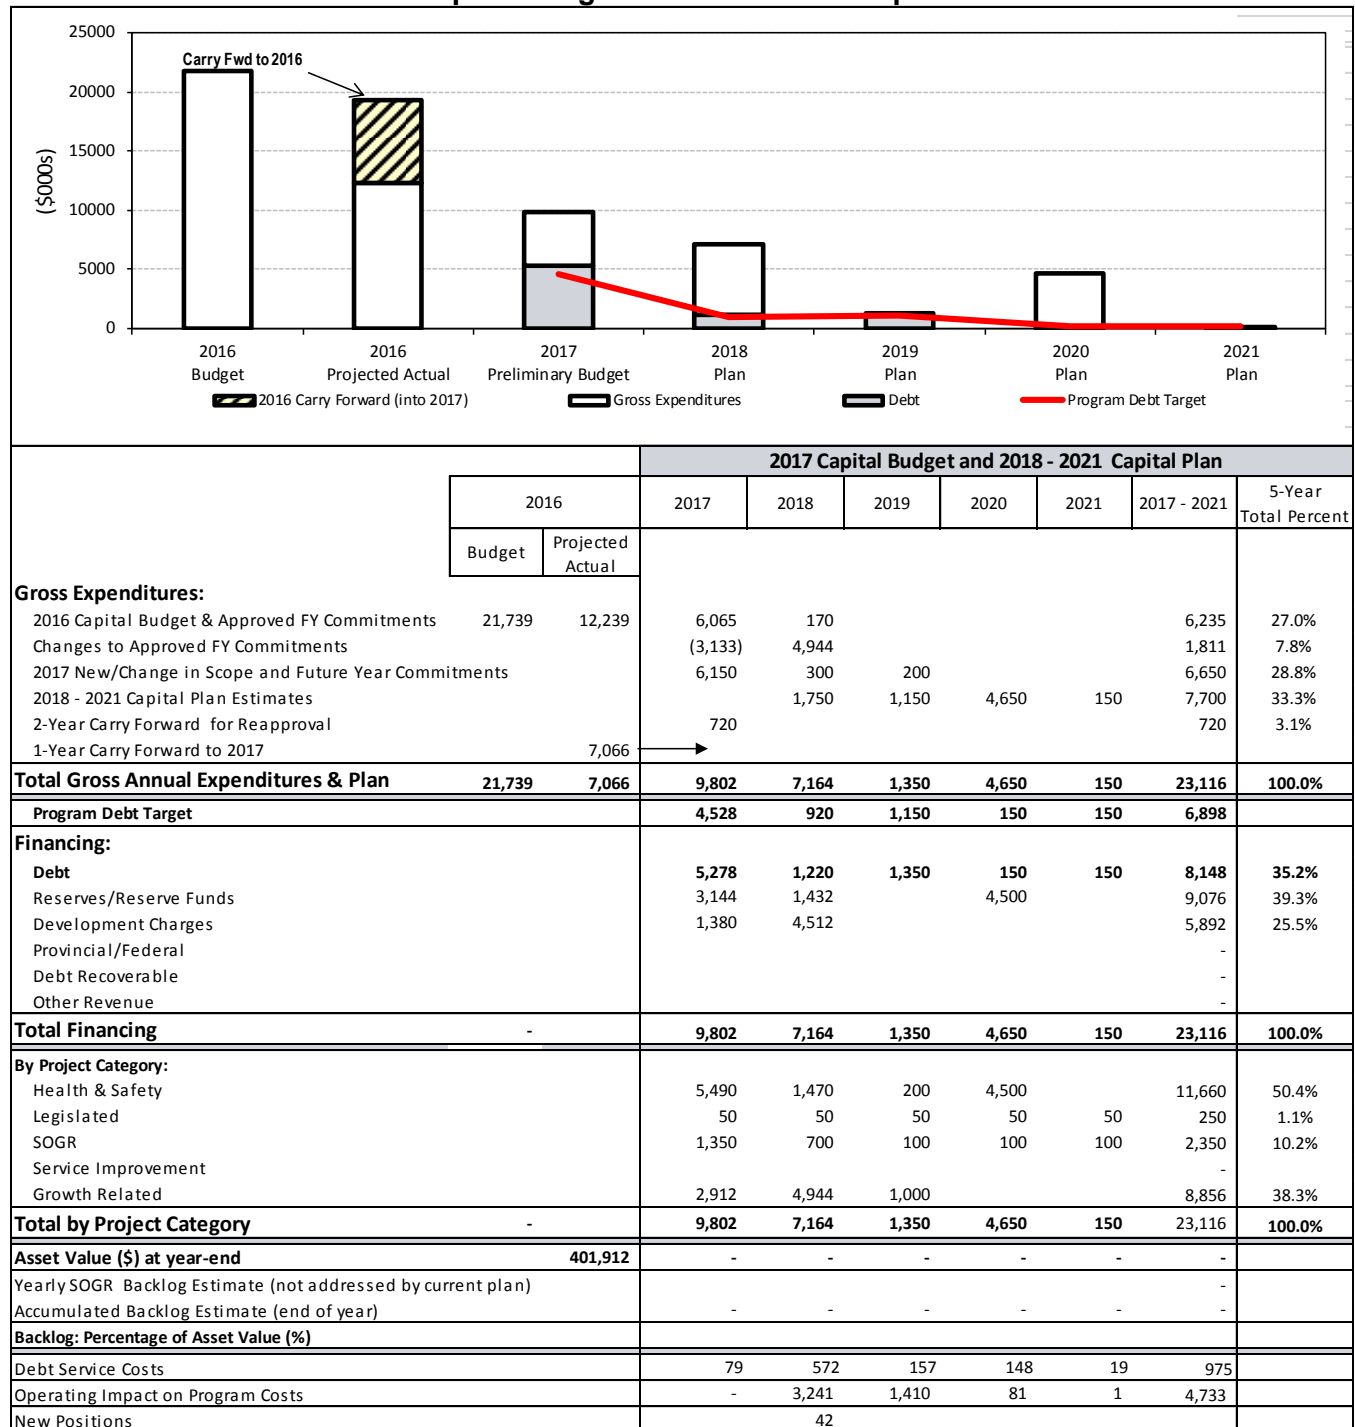 25000
Carry Fwd to 2016
20000
15000
($000s)
10000
5000
0
2016 2016 2017 2018 2019 2020 2021
Budget Projected Actual Preliminary Budget Plan Plan Plan Plan
2016 Carry Forward (into 2017) Gross Expenditures Debt Program Debt Target
2017 Capital Budget and 2018 - 2021 Capital Plan
2016 2017 2018 2019 2020 2021 2017 - 2021 5-Year Total Percent
Budget Projected Actual
Gross Expenditures:
2016 Capital Budget & Approved FY Commitments 21,739 12,239 6,065 170 6,235 27.0%
Changes to Approved FY Commitments (3,133) 4,944 1,811 7.8%
2017 New/Change in Scope and Future Year Commitments 6,150 300 200 6,650 28.8%
2018 - 2021 Capital Plan Estimates 1,750 1,150 4,650 150 7,700 33.3%
2-Year Carry Forward for Reapproval 720 720 3.1%
1-Year Carry Forward to 2017 7,066
Total Gross Annual Expenditures & Plan 21,739 7,066 9,802 7,164 1,350 4,650 150 23,116 100.0%
Program Debt Target 4,528 920 1,150 150 150 6,898
Financing:
Debt 5,278 1,220 1,350 150 150 8,148 35.2%
Reserves/Reserve Funds 3,144 1,432 4,500 9,076 39.3%
Development Charges 1,380 4,512 5,892 25.5%
Provincial/Federal -
Debt Recoverable -
Other Revenue -
Total Financing - 9,802 7,164 1,350 4,650 150 23,116 100.0%
By Project Category:
Health & Safety 5,490 1,470 200 4,500 11,660 50.4%
Legislated 50 50 50 50 50 250 1.1%
SOGR 1,350 700 100 100 100 2,350 10.2%
Service Improvement -
Growth Related 2,912 4,944 1,000 8,856 38.3%
Total by Project Category - 9,802 7,164 1,350 4,650 150 23,116 100.0%
Asset Value ($) at year-end 401,912 - - - - - -
Yearly SOGR Backlog Estimate (not addressed by current plan) -
Accumulated Backlog Estimate (end of year) - - - - - -
Backlog: Percentage of Asset Value (%)
Debt Service Costs 79 572 157 148 19 975
Operating Impact on Program Costs - 3,241 1,410 81 1 4,733
New Positions 42